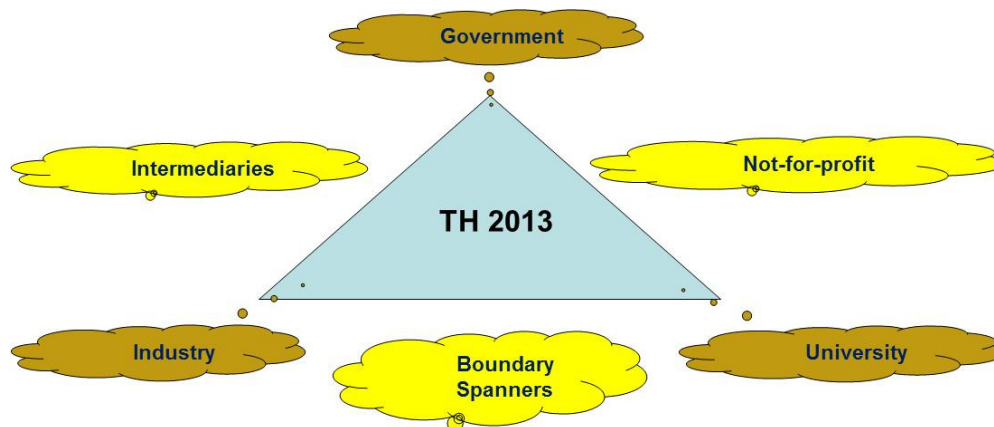 Government
Intermediaries
Not-for-profit
TH 2013
Industry
Boundary
Spanners
University